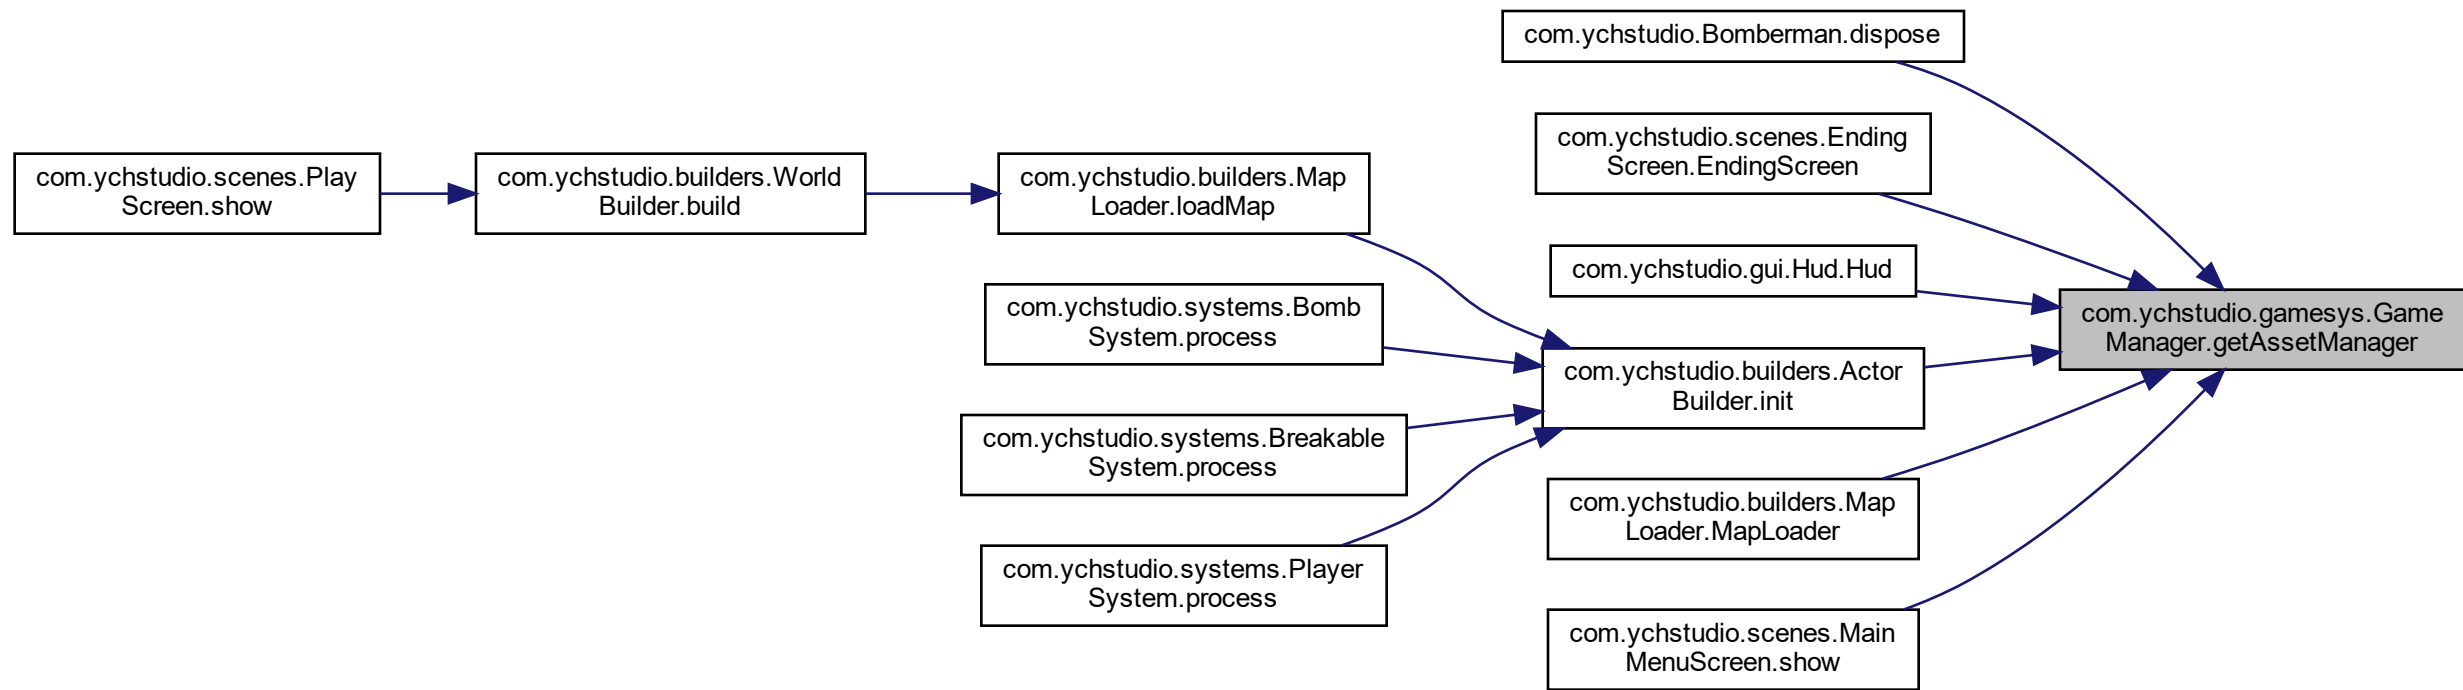 com.ychstudio.Bomberman.dispose
com.ychstudio.scenes.Ending
Screen.EndingScreen
com.ychstudio.scenes.Play
Screen.show
com.ychstudio.builders.World
Builder.build
com.ychstudio.builders.Map
Loader.loadMap
com.ychstudio.gui.Hud.Hud
com.ychstudio.gamesys.Game
Manager.getAssetManager
com.ychstudio.systems.Bomb
System.process
com.ychstudio.builders.Actor
Builder.init
com.ychstudio.systems.Breakable
System.process
com.ychstudio.builders.Map
Loader.MapLoader
com.ychstudio.systems.Player
System.process
com.ychstudio.scenes.Main
MenuScreen.show